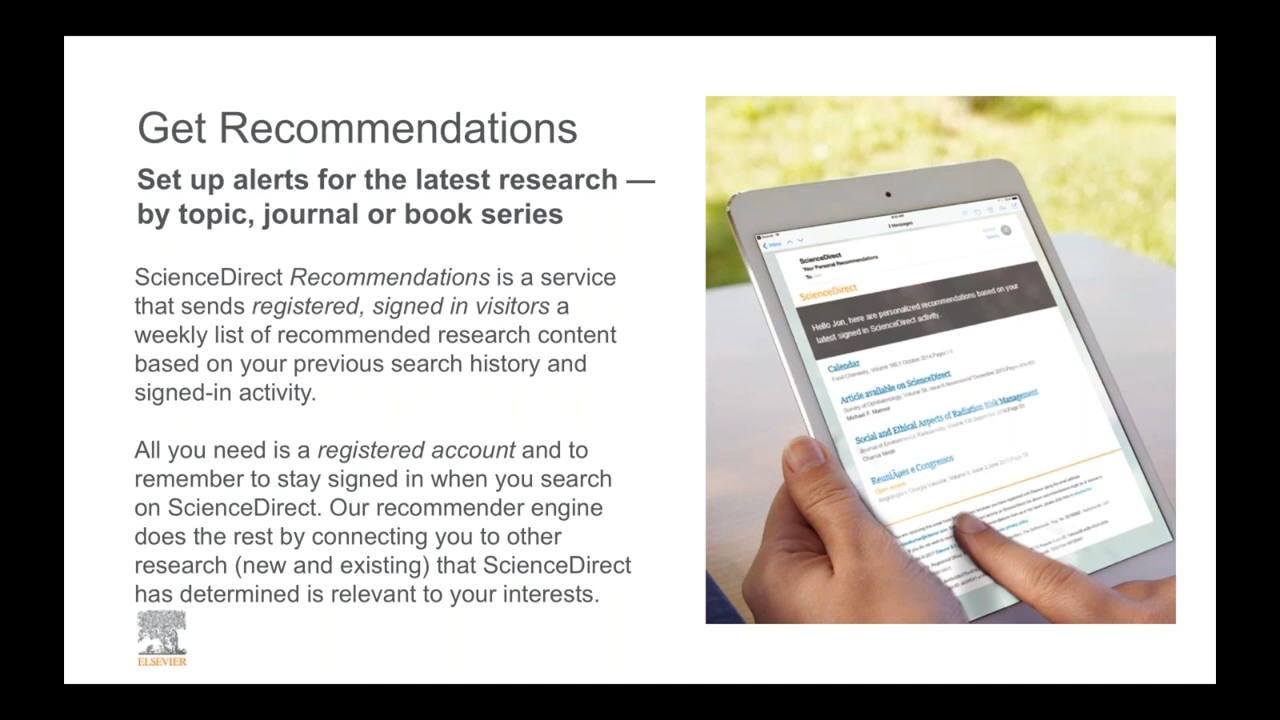 Get Recommendations
Set up alerts for the latest research —
by topic, journal or book series
ScienceDirect Recommendations is a service
that sends registered, signed in visitors a
weekly list of recommended research content
based on your previous search history and
signed-in activity.
All you need is a registered account and to
remember to stay signed in when you search
on ScienceDirect. Our recommender engine
does the rest by connecting you to other
research (new and existing) that ScienceDirect
has determined is relevant to your interests.
ELSEVIER
2 Messages
Inbox
ScienceDirect
Your Personal Recommendations
To:
ScienceDirect
Hello Jon, here are personalized recommendations based on your
latest signed in ScienceDirect activity.
Calendar
Article available on ScienceDirect
Michael F. Marmor
Social and Ethical Aspects of Radiation Risk Management
Open access